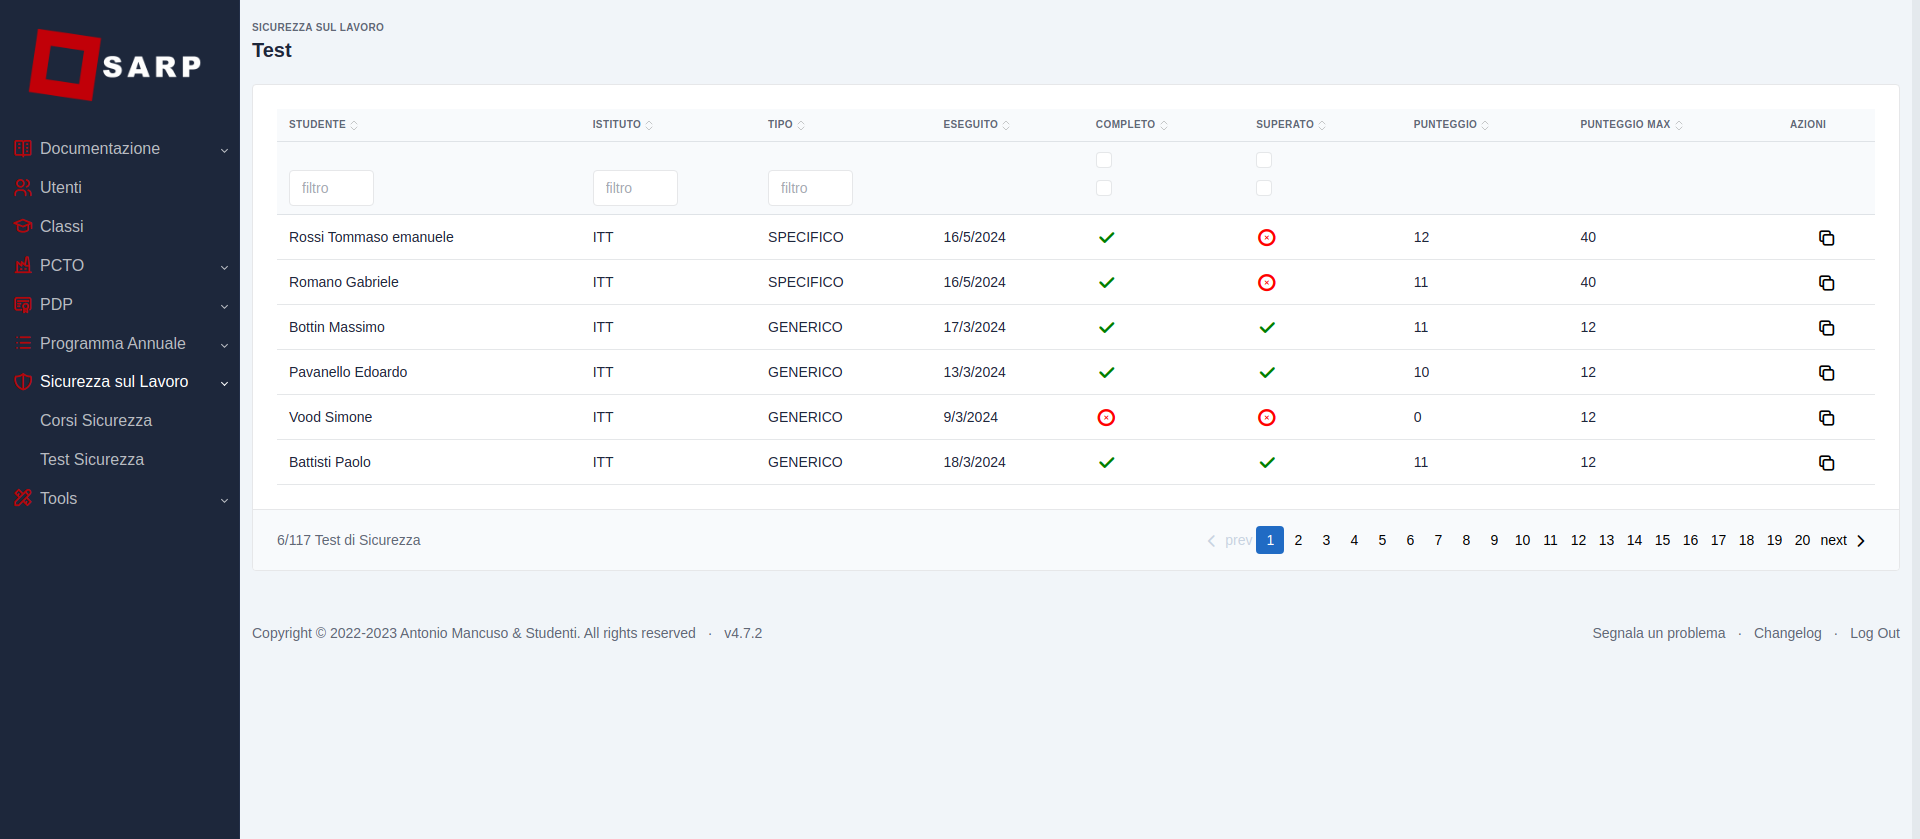 SARP
Documentazione
Utenti
Classi
PCTO
PDP
Programma Annuale
Sicurezza sul Lavoro
Corsi Sicurezza
Test Sicurezza
Tools
SICUREZZA SUL LAVORO
Test
STUDENTE ISTITUTO TIPO ESEGUITO COMPLETO SUPERATO PUNTEGGIO PUNTEGGIO MAX AZIONI
filtro filtro filtro
Rossi Tommaso emanuele ITT SPECIFICO 16/5/2024 12 40
Romano Gabriele ITT SPECIFICO 16/5/2024 11 40
Bottin Massimo ITT GENERICO 17/3/2024 11 12
Pavanello Edoardo ITT GENERICO 13/3/2024 10 12
Vood Simone ITT GENERICO 9/3/2024 0 12
Battisti Paolo ITT GENERICO 18/3/2024 11 12
6/117 Test di Sicurezza prev 1 2 3 4 5 6 7 8 9 10 11 12 13 14 15 16 17 18 19 20 next
Copyright © 2022-2023 Antonio Mancuso & Studenti. All rights reserved · v4.7.2 Segnala un problema · Changelog · Log Out